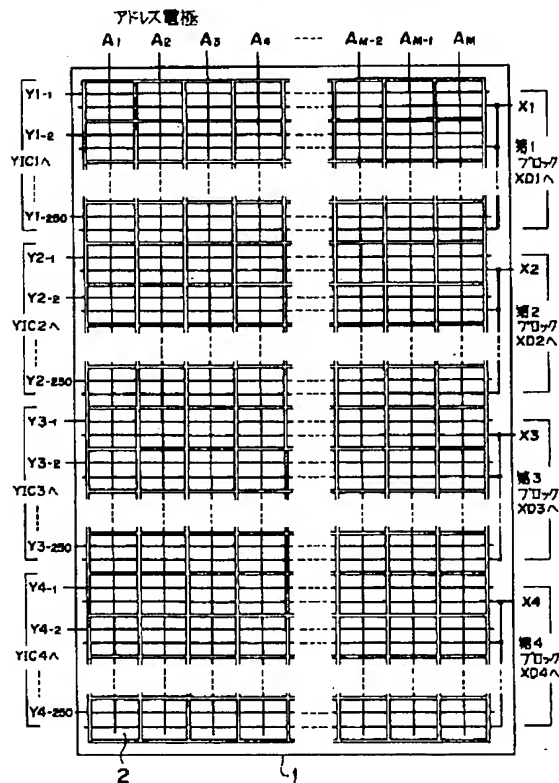 アドレス電極
A1 A2 A3 A4 ---- AM-2 AM-1 AM
Y1-1
Y1-2
YIC1へ
Y1-250
Y2-1
Y2-2
YIC2へ
Y2-250
Y3-1
Y3-2
YIC3へ
Y3-250
Y4-1
Y4-2
YIC4へ
Y4-250
X1
第1
ブロック
XD1へ
X2
第2
ブロック
XD2へ
X3
第3
ブロック
XD3へ
X4
第4
ブロック
XD4へ
2
1